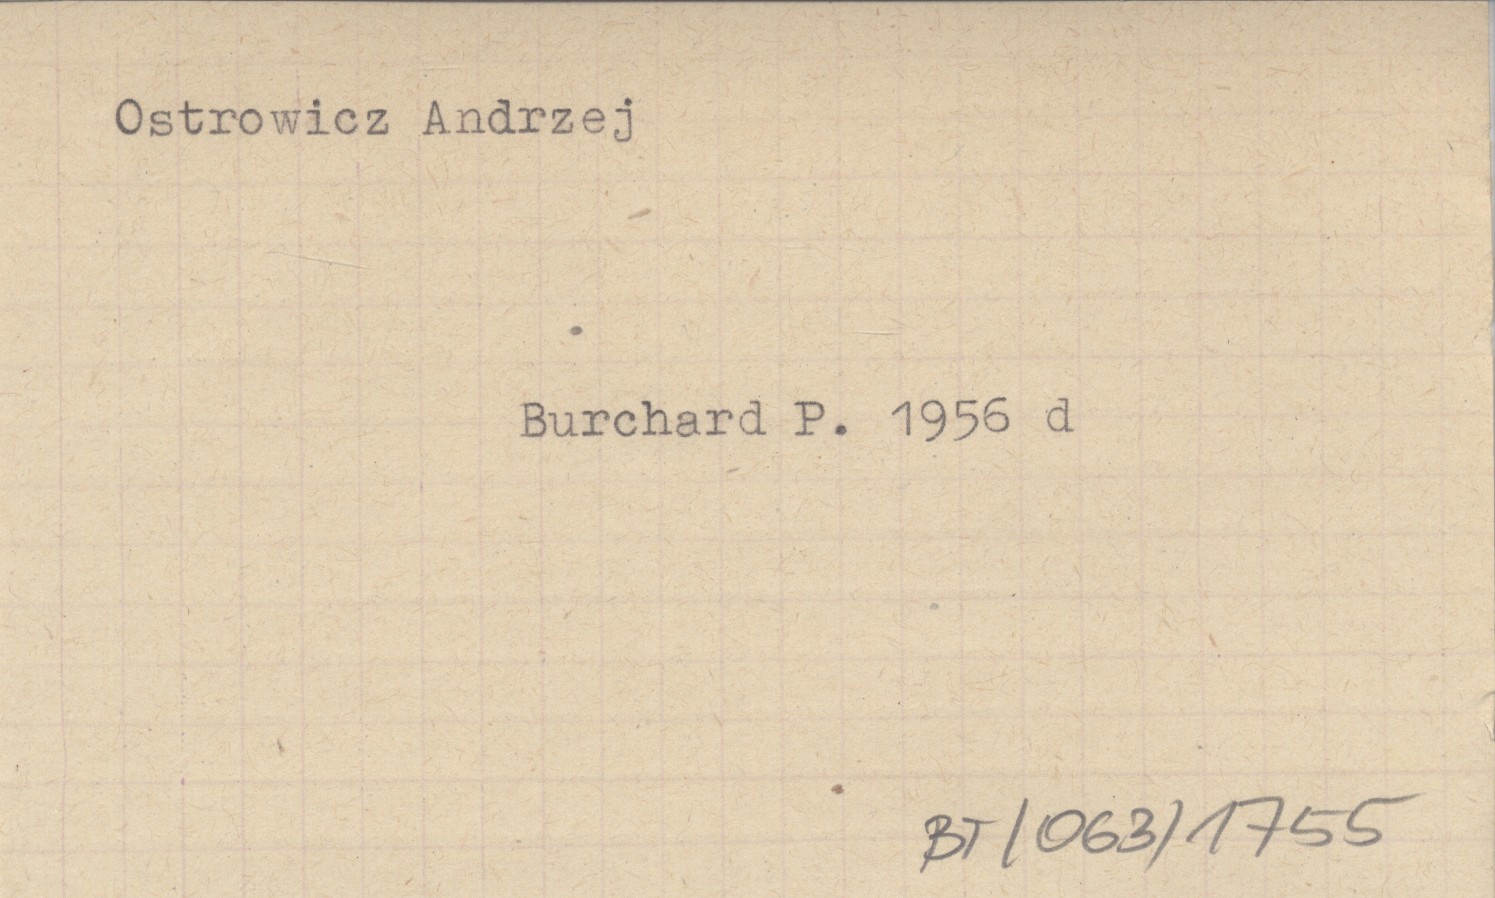 Ostrowicz Andrzej
Burchard P. 1956 d
BT/063/1755